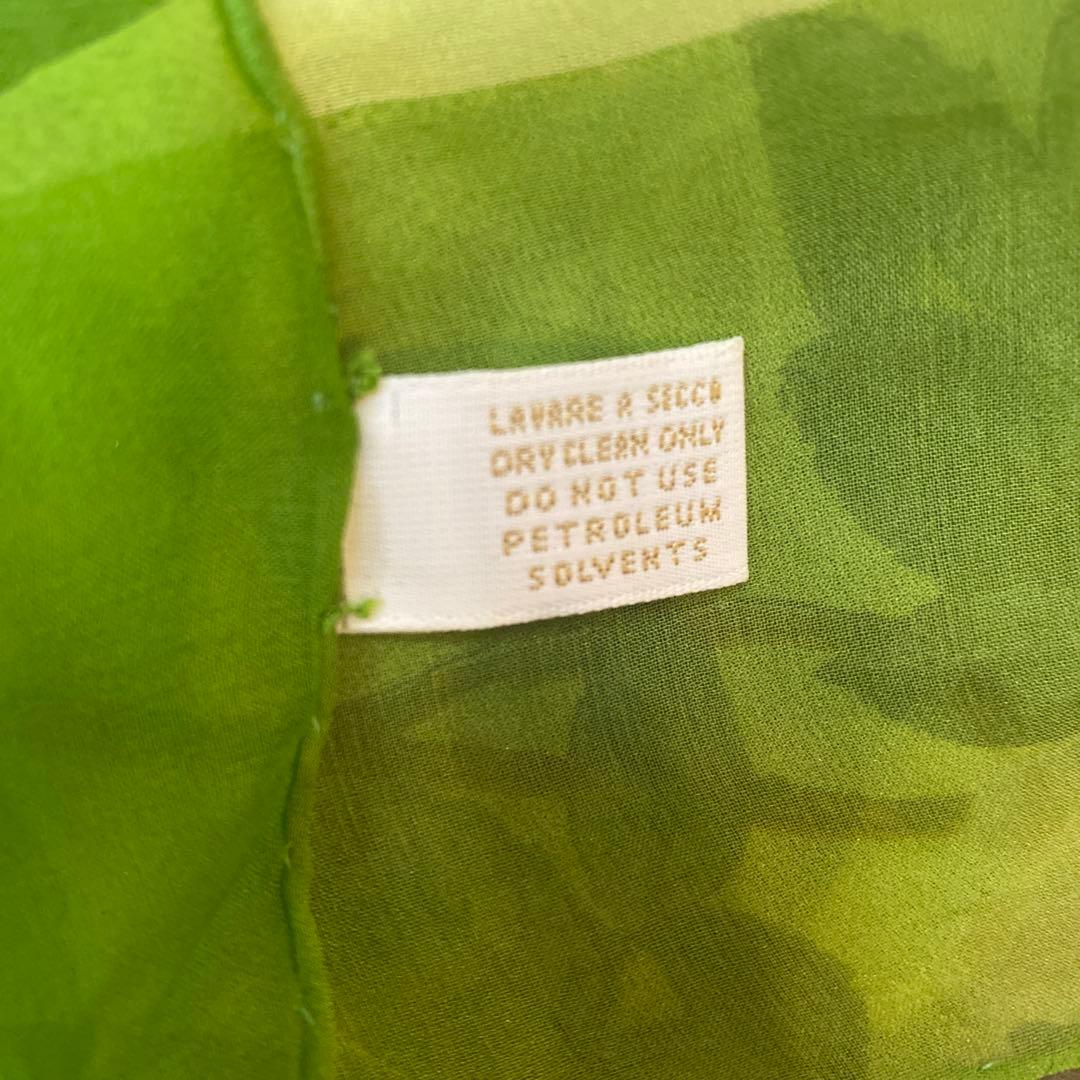 LAVARE A SECCO
DRY CLEAN ONLY
DO NOT USE
PETROLEUM
SOLVENTS